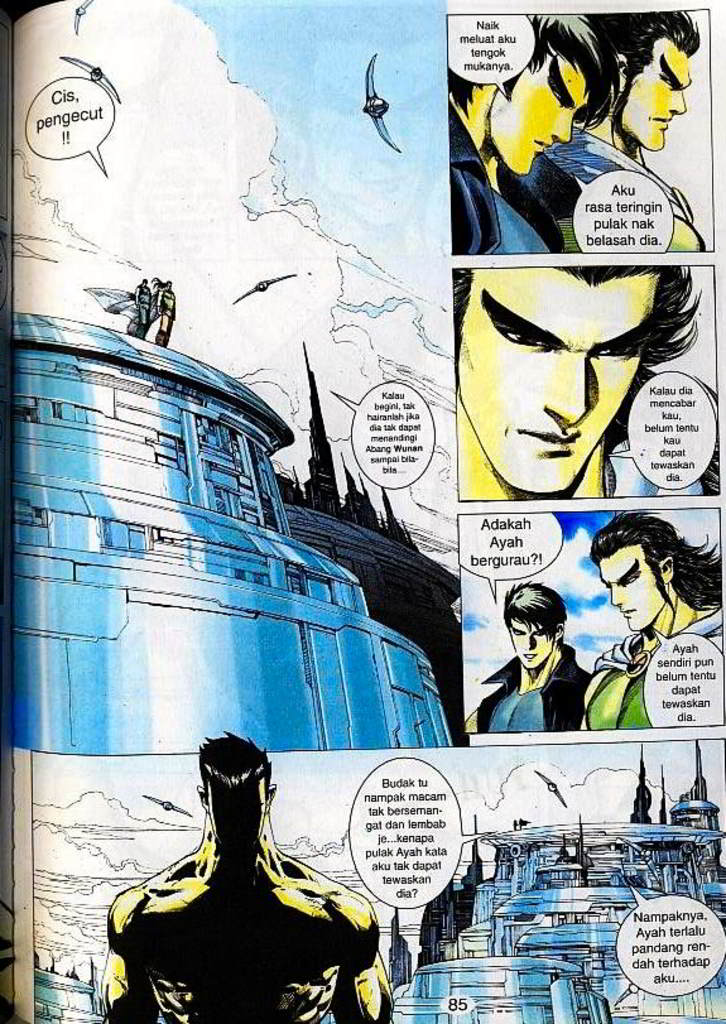 Cis,
pengecut
!!
Kalau
begini, tak
hairanlah jika
dia tak dapat
menandingi
Abang Wunan
sampai bila-
bila...
Naik
meluat aku
tengok
mukanya.
Aku
rasa teringin
pulak nak
belasah dia.
Kalau dia
mencabar
kau,
belum tentu
kau
dapat
tewaskan
dia.
Adakah
Ayah
bergurau?!
Ayah
sendiri pun
belum tentu
dapat
tewaskan
dia.
Budak tu
nampak macam
tak berseman-
gat dan lembab
je...kenapa
pulak Ayah kata
aku tak dapat
tewaskan
dia?
Nampaknya,
Ayah terlalu
pandang ren-
dah terhadap
aku....
85